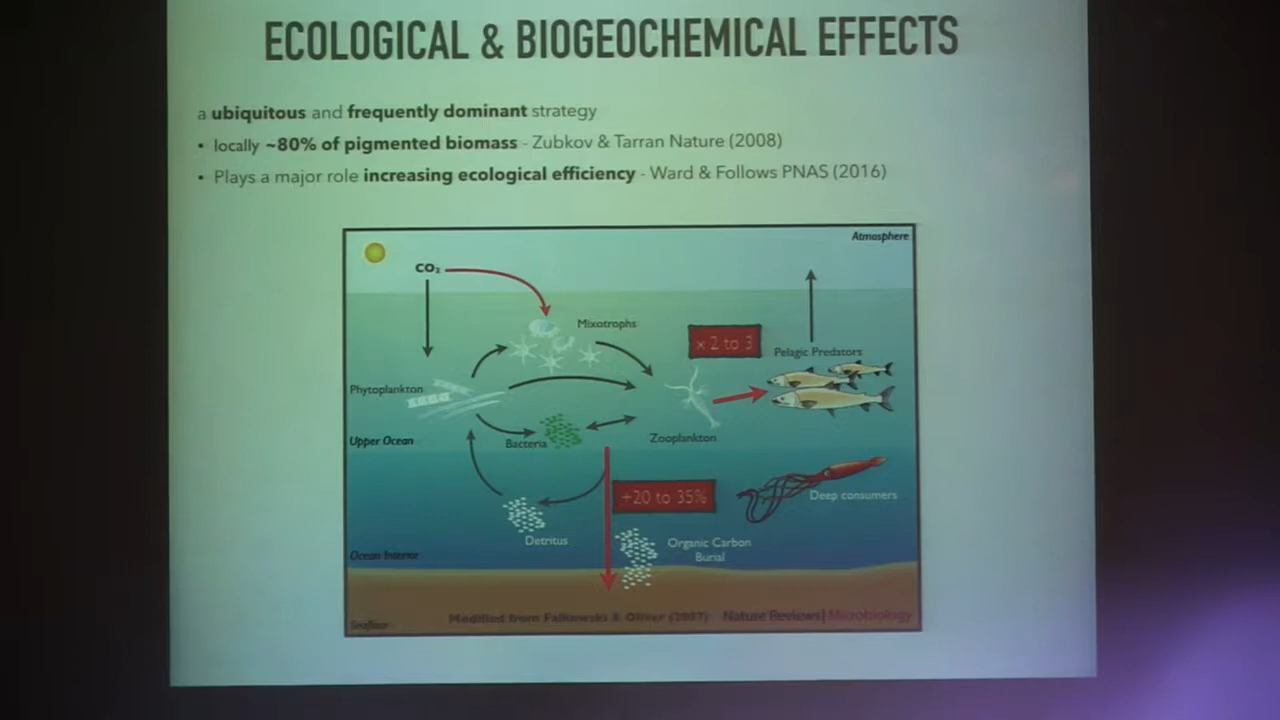 ECOLOGICAL & BIOGEOCHEMICAL EFFECTS
a ubiquitous and frequently dominant strategy
• locally ~80% of pigmented biomass - Zubkov & Tarran Nature (2008)
• Plays a major role increasing ecological efficiency - Ward & Follows PNAS (2016)
Atmosphere
CO₂
Mixotrophs
x 2 to 3
Pelagic Predators
Phytoplankton
Upper Ocean
Bacteria
Zooplankton
+20 to 35%
Deep consumers
Detritus
Organic Carbon
Burial
Ocean Interior
Modified from Falkowski & Oliver (2007) Nature Reviews | Microbiology
Seafloor